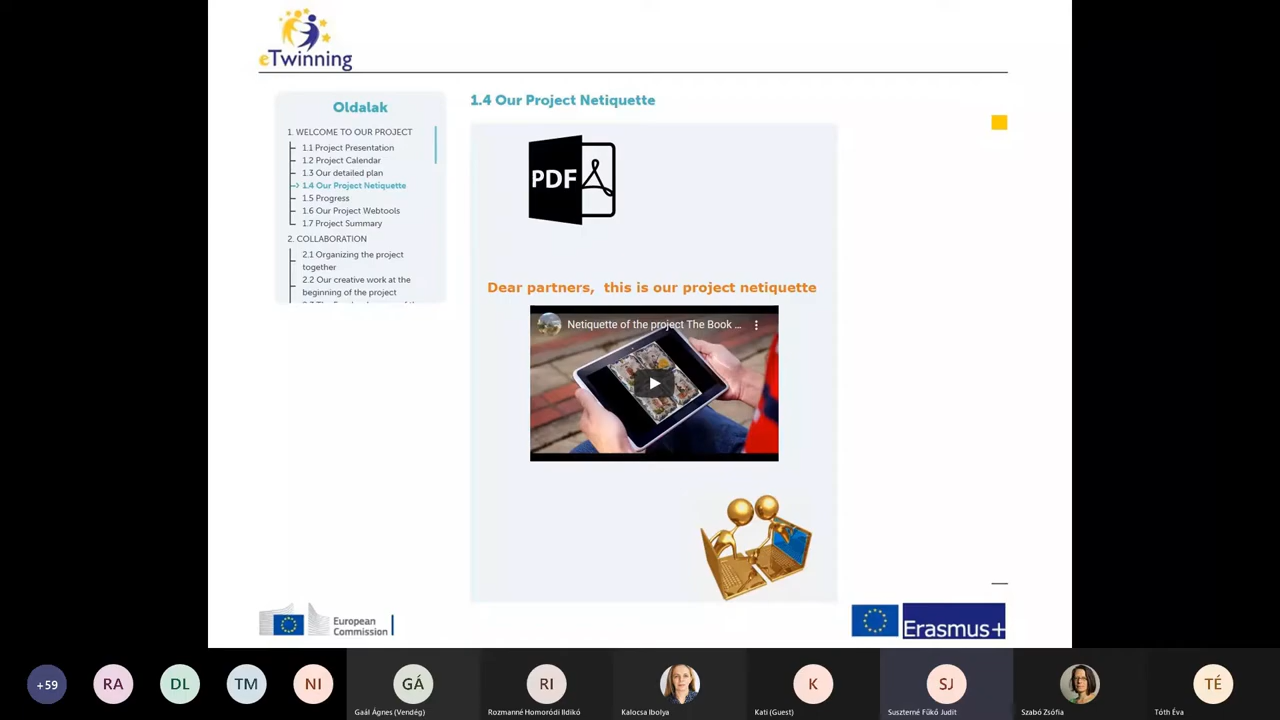 eTwinning
Oldalak
1. WELCOME TO OUR PROJECT
1.1 Project Presentation
1.2 Project Calendar
1.3 Our detailed plan
1.4 Our Project Netiquette
1.5 Progress
1.6 Our Project Webtools
1.7 Project Summary
2. COLLABORATION
2.1 Organizing the project
together
2.2 Our creative work at the
beginning of the project
1.4 Our Project Netiquette
PDF
Dear partners, this is our project netiquette
Netiquette of the project The Book ...
European
Commission
Erasmus+
+59
RA
DL
TM
NI
GÁ
Gaál Ágnes (Vendég)
RI
Rozmanné Homoródi Ildikó
Kalocsa Ibolya
K
Kati (Guest)
SJ
Suszterné Fűkő Judit
Szabó Zsófia
TÉ
Tóth Éva